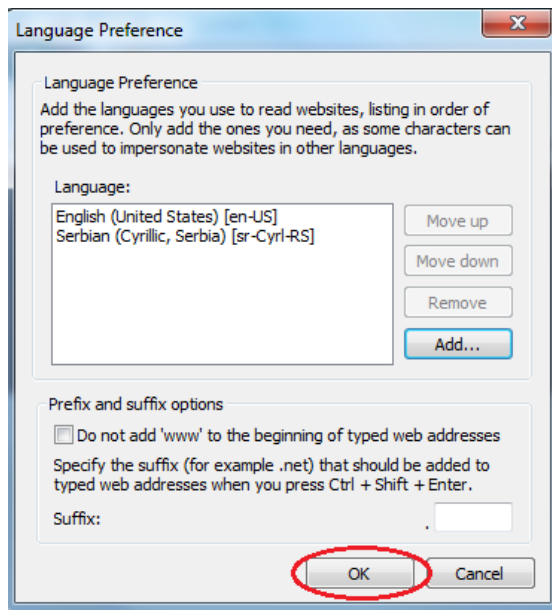 Language Preference
Language Preference
Add the languages you use to read websites, listing in order of
preference. Only add the ones you need, as some characters can
be used to impersonate websites in other languages.
Language:
English (United States) [en-US]
Serbian (Cyrillic, Serbia) [sr-Cyrl-RS]
Move up
Move down
Remove
Add...
Prefix and suffix options
Do not add 'www' to the beginning of typed web addresses
Specify the suffix (for example .net) that should be added to
typed web addresses when you press Ctrl + Shift + Enter.
Suffix: .
OK Cancel